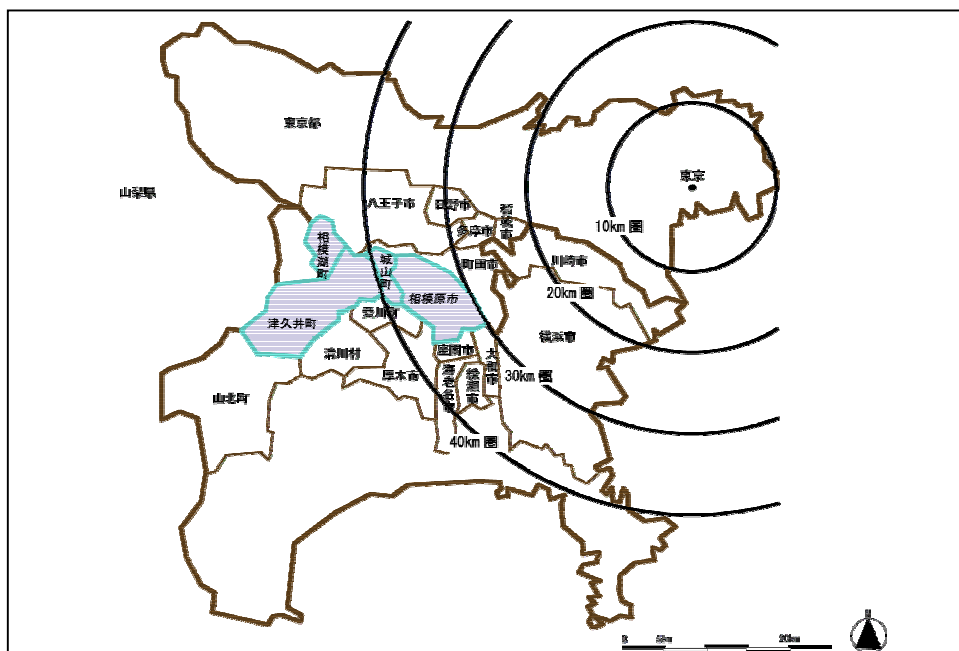 東京都
東京
山梨県
八王子市
日野市
稲城市
多摩市
10km 圏
相模湖町
城山町
町田市
川崎市
20km 圏
相模原市
愛川町
津久井町
横浜市
座間市
清川村
大和市
厚木市
海老名市
綾瀬市
30km 圏
山北町
40km 圏
20km